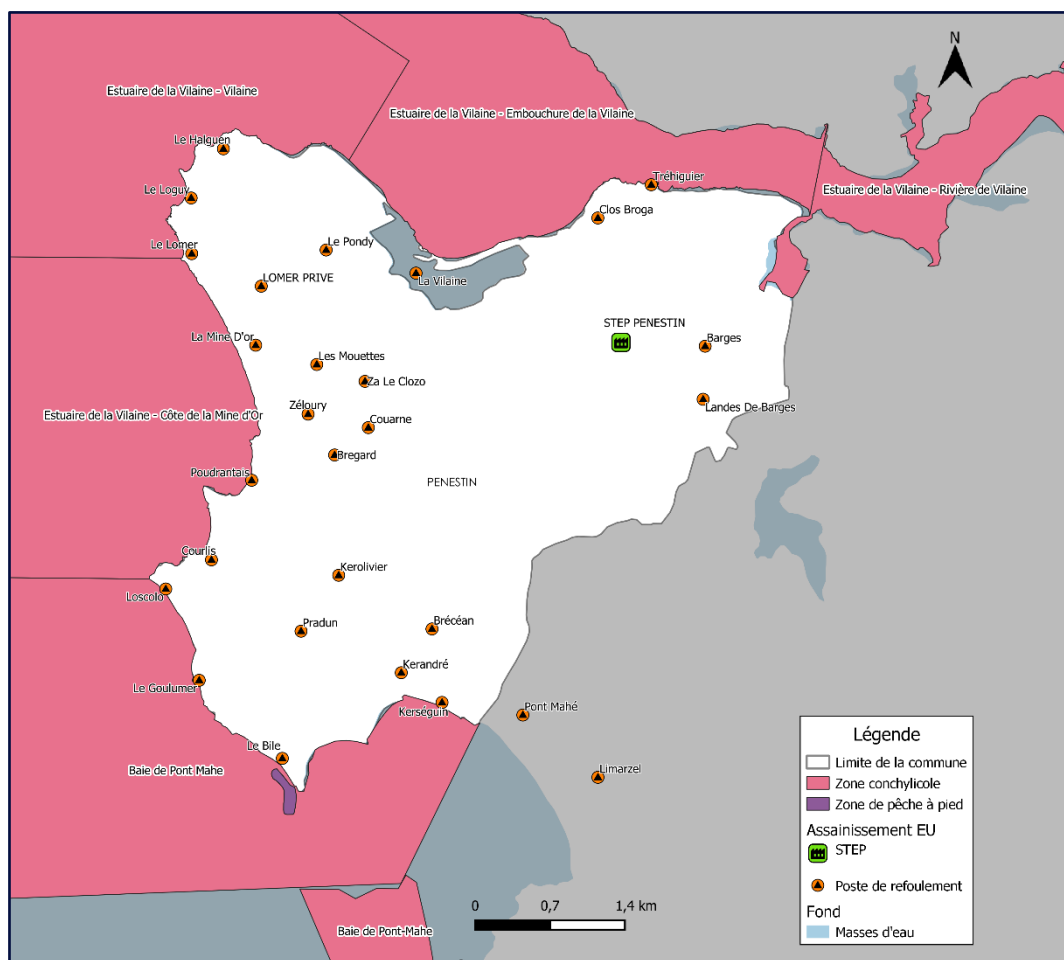 N
Estuaire de la Vilaine - Vilaine
Estuaire de la Vilaine - Embouchure de la Vilaine
Le Halguen
Tréhiguier
Estuaire de la Vilaine - Rivière de Vilaine
Le Loguy
Clos Broga
Le Lomer
Le Pondy
La Vilaine
LOMER PRIVE
STEP PENESTIN
La Mine D'or
Barges
Les Mouettes
Za Le Clozo
Zéloury
Landes De Barges
Estuaire de la Vilaine - Côte de la Mine d'Or
Couarne
Bregard
Poudrantais
PENESTIN
Courlis
Kerolivier
Loscolo
Pradun
Brécéan
Kerandré
Le Goulumer
Kerséguin
Pont Mahé
Le Bile
Baie de Pont Mahe
Limarzel
Baie de Pont-Mahe
0 0,7 1,4 km
Légende
Limite de la commune
Zone conchylicole
Zone de pêche à pied
Assainissement EU
STEP
Poste de refoulement
Fond
Masses d'eau